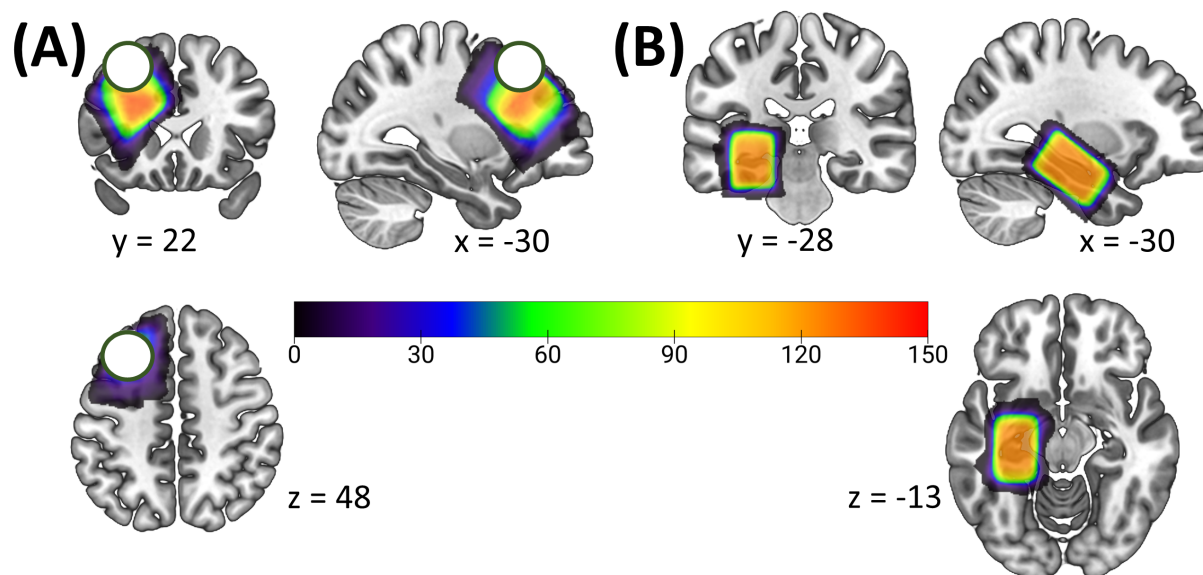 (A)
(B)
y = 22
x = -30
y = -28
x = -30
0 30 60 90 120 150
z = 48
z = -13